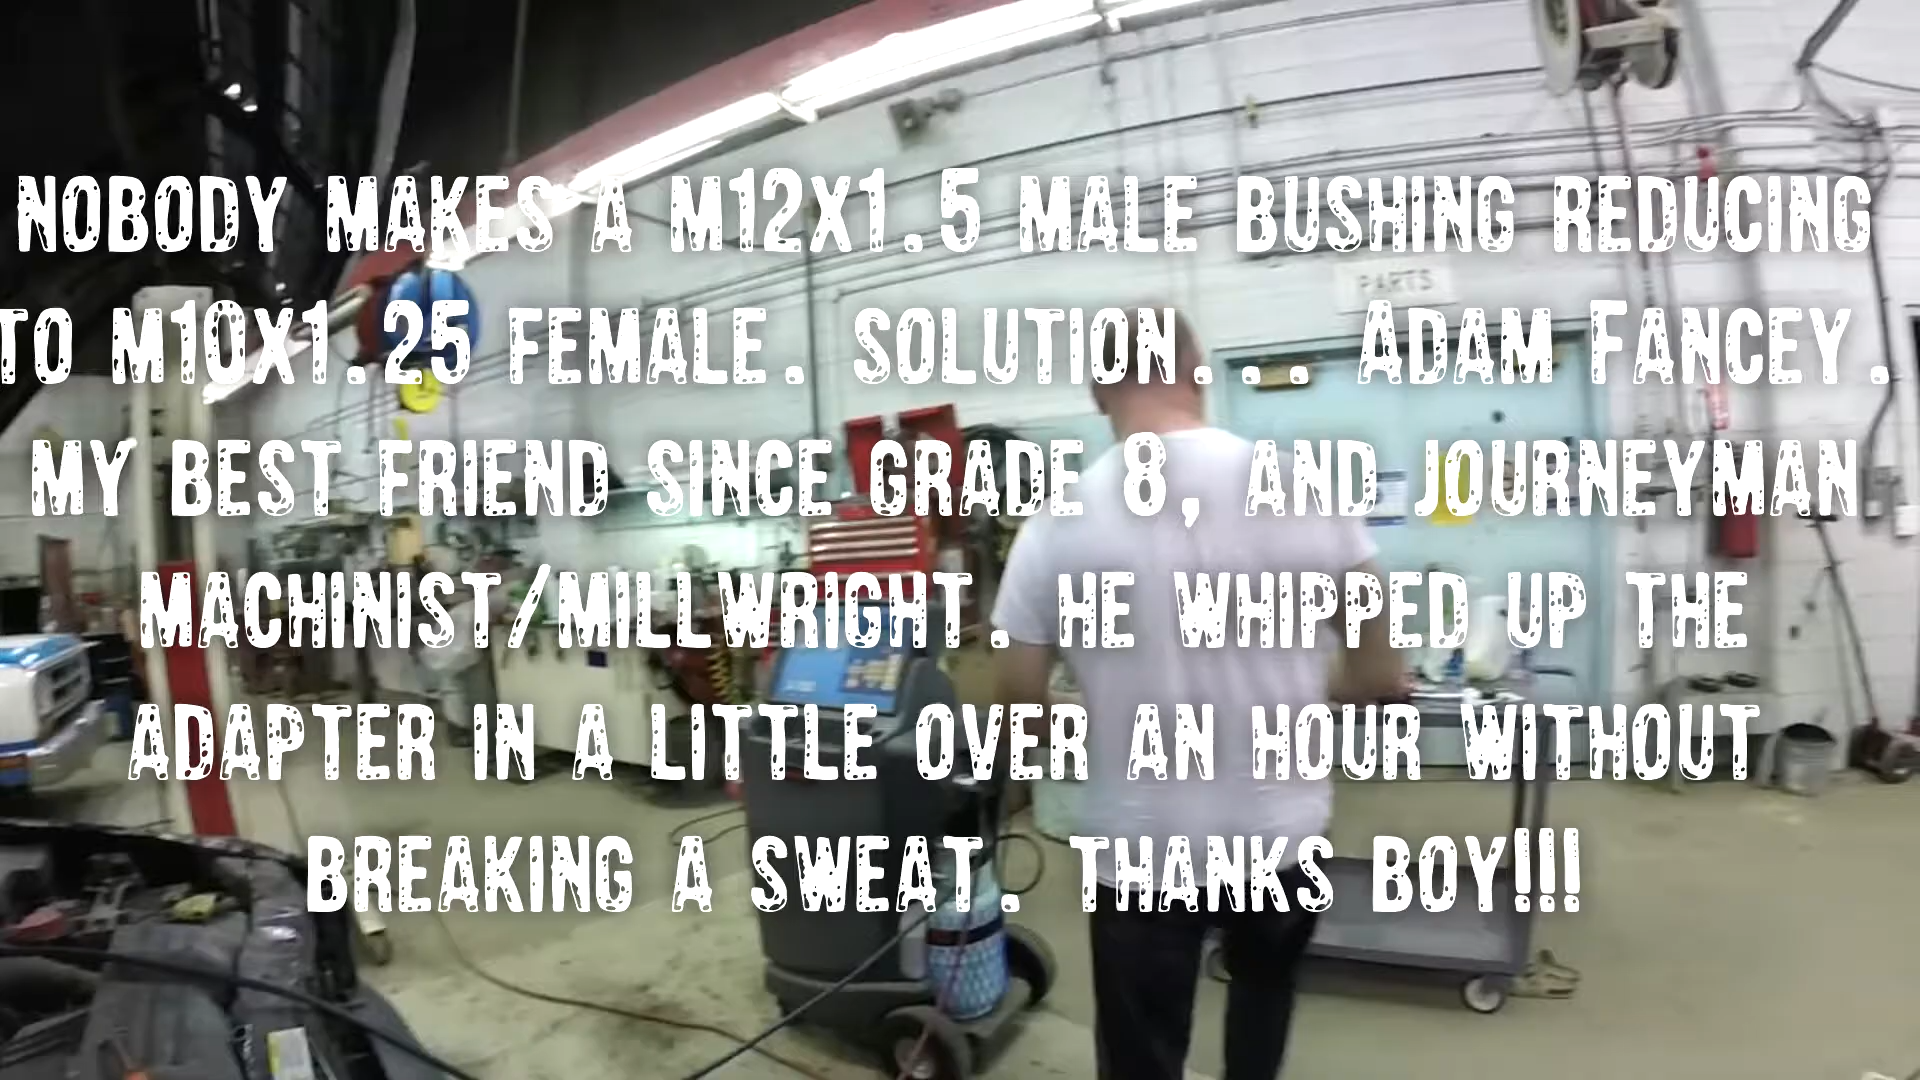 NOBODY MAKES A M12X1.5 MALE BUSHING REDUCING
TO M10X1.25 FEMALE. SOLUTION... ADAM FANCEY.
MY BEST FRIEND SINCE GRADE 8, AND JOURNEYMAN
MACHINIST/MILLWRIGHT. HE WHIPPED UP THE
ADAPTER IN A LITTLE OVER AN HOUR WITHOUT
BREAKING A SWEAT. THANKS BOY!!!
PARTS